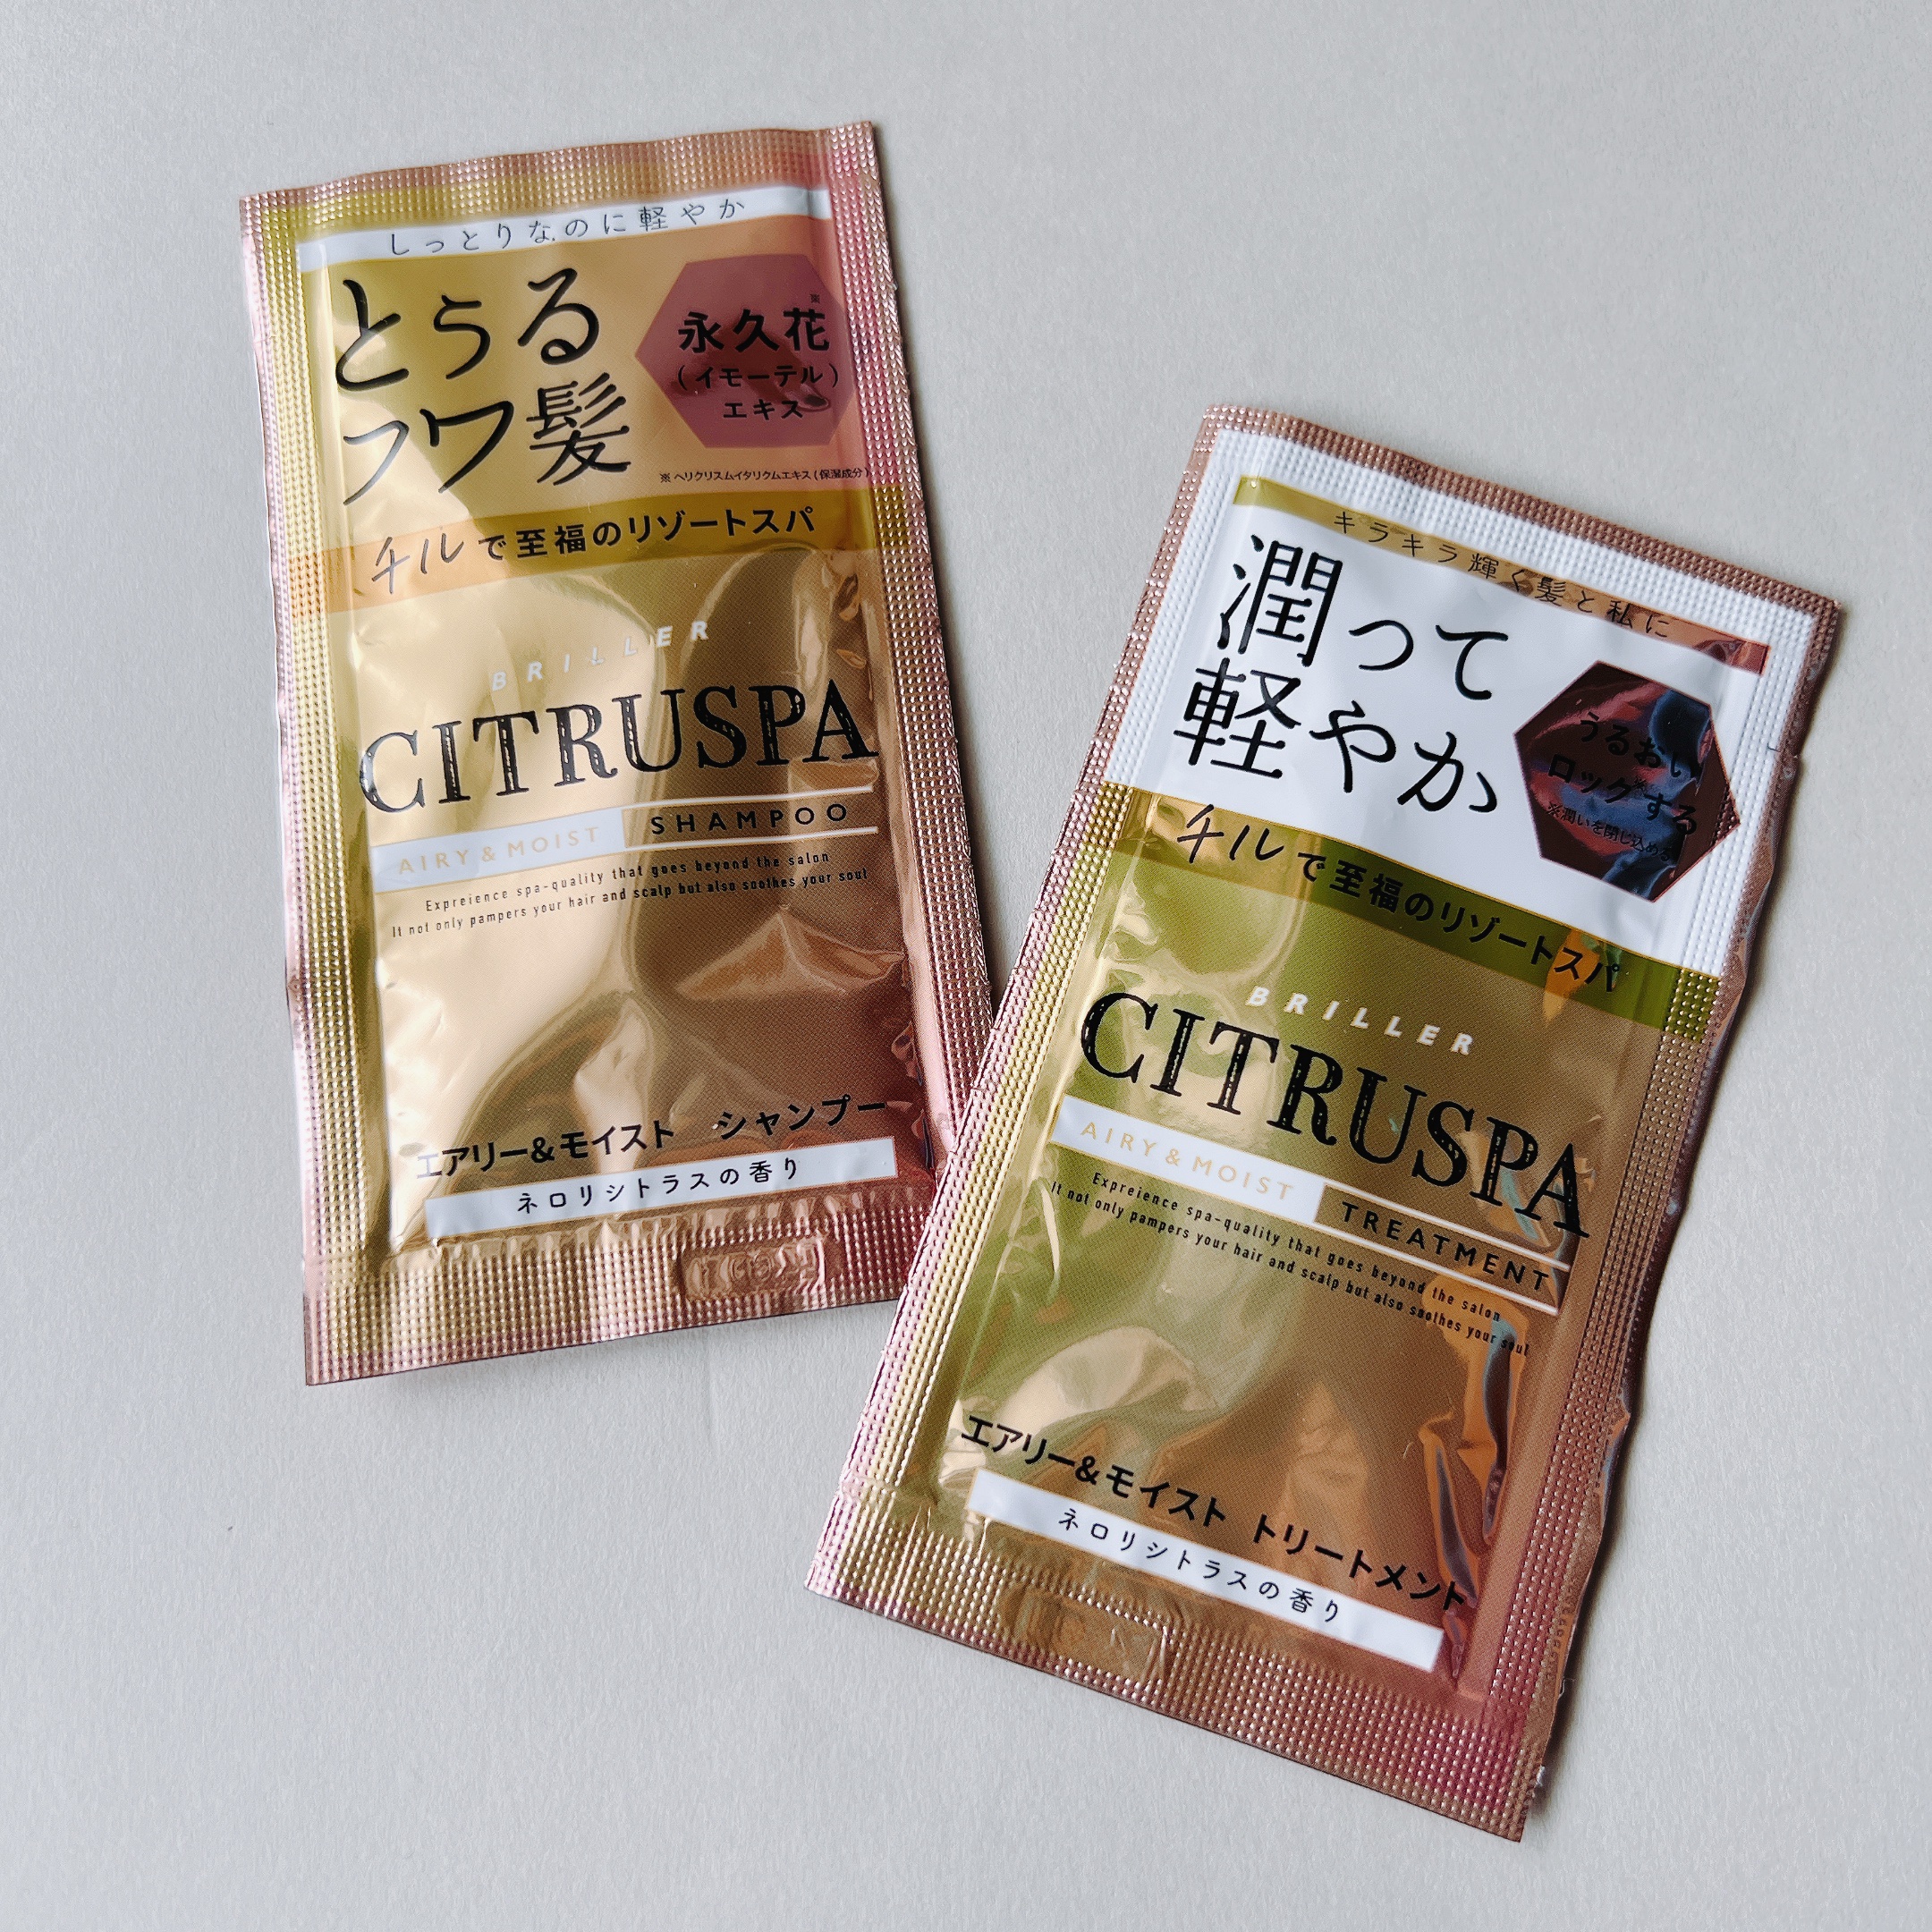 しっとりなのに軽やか
とぅる
フワ髪
※
永久花
(イモーテル)
エキス
※ ヘリクリスムイタリクムエキス (保湿成分)
チルで至福のリゾートスパ
BRILLER
CITRUSPA
AIRY & MOIST SHAMPOO
Expreience spa-quality that goes beyond the salon
It not only pampers your hair and scalp but also soothes your soul
エアリー&モイスト シャンプー
ネロリシトラスの香り
キラキラ輝く髪と私に
潤って
軽やか
うるおい
ロック※する
※潤いを閉じ込める
チルで至福のリゾートスパ
BRILLER
CITRUSPA
AIRY & MOIST TREATMENT
Expreience spa-quality that goes beyond the salon
It not only pampers your hair and scalp but also soothes your soul
エアリー&モイスト トリートメント
ネロリシトラスの香り